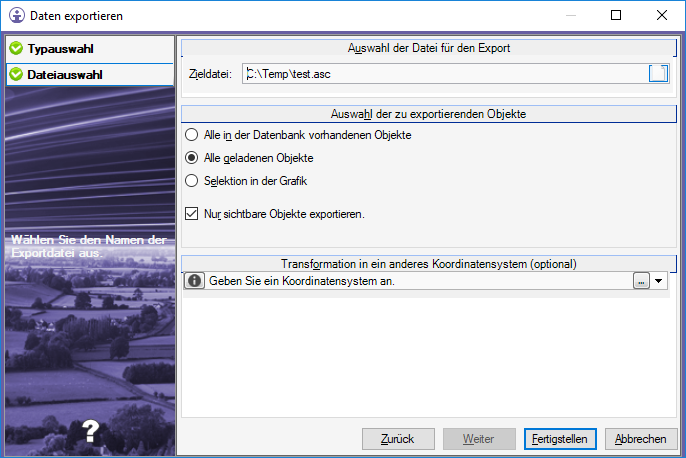 Daten exportieren
Typauswahl
Dateiauswahl
Wählen Sie den Namen der
Exportdatei aus.
?
Auswahl der Datei für den Export
Zieldatei:
C:\Temp\test.asc
Auswahl der zu exportierenden Objekte
Alle in der Datenbank vorhandenen Objekte
Alle geladenen Objekte
Selektion in der Grafik
Nur sichtbare Objekte exportieren.
Transformation in ein anderes Koordinatensystem (optional)
Geben Sie ein Koordinatensystem an.
...
Zurück
Weiter
Fertigstellen
Abbrechen